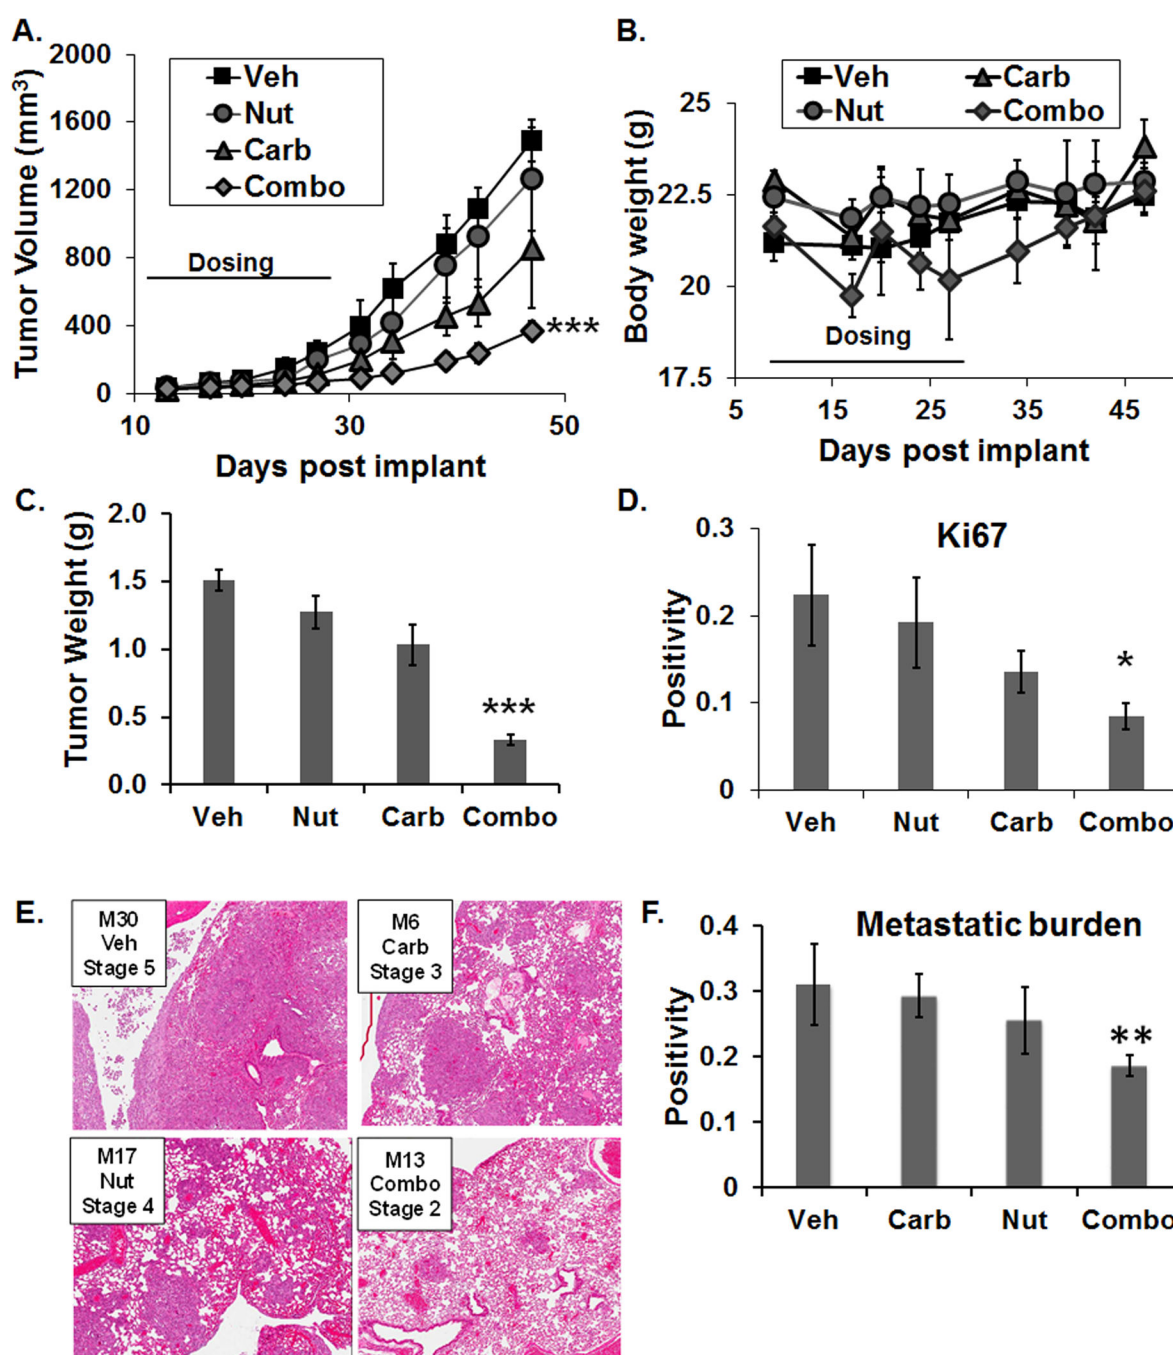 A.
Tumor Volume (mm³)
2000
1600
1200
800
400
0
Veh
Nut
Carb
Combo
Dosing
***
10
30
50
Days post implant
B.
Body weight (g)
25
22.5
20
17.5
Veh
Carb
Nut
Combo
Dosing
5
15
25
35
45
Days post implant
C.
Tumor Weight (g)
2.0
1.5
1.0
0.5
0.0
***
Veh
Nut
Carb
Combo
D.
Ki67
Positivity
0.3
0.2
0.1
0
*
Veh
Nut
Carb
Combo
E.
M30
Veh
Stage 5
M6
Carb
Stage 3
M17
Nut
Stage 4
M13
Combo
Stage 2
F.
Metastatic burden
Positivity
0.4
0.3
0.2
0.1
0
**
Veh
Carb
Nut
Combo